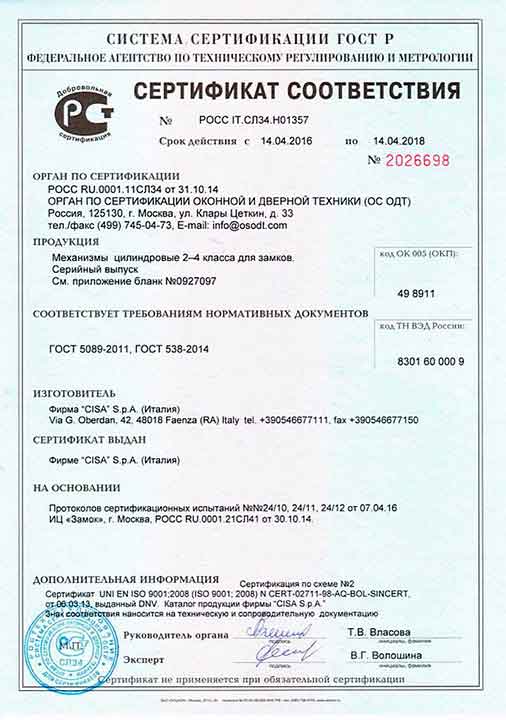 СИСТЕМА СЕРТИФИКАЦИИ ГОСТ Р
ФЕДЕРАЛЬНОЕ АГЕНТСТВО ПО ТЕХНИЧЕСКОМУ РЕГУЛИРОВАНИЮ И МЕТРОЛОГИИ
Добровольная
РСТ
сертификация
СЕРТИФИКАТ СООТВЕТСТВИЯ
№ РОСС IT.СЛ34.Н01357
Срок действия с 14.04.2016 по 14.04.2018
№ 2026698
ОРГАН ПО СЕРТИФИКАЦИИ
РОСС RU.0001.11СЛ34 от 31.10.14
ОРГАН ПО СЕРТИФИКАЦИИ ОКОННОЙ И ДВЕРНОЙ ТЕХНИКИ (ОС ОДТ)
Россия, 125130, г. Москва, ул. Клары Цеткин, д. 33
тел./факс (499) 745-04-73, E-mail: info@osodt.com
ПРОДУКЦИЯ
Механизмы цилиндровые 2–4 класса для замков.
Серийный выпуск
См. приложение бланк №0927097
код ОК 005 (ОКП):
49 8911
СООТВЕТСТВУЕТ ТРЕБОВАНИЯМ НОРМАТИВНЫХ ДОКУМЕНТОВ
ГОСТ 5089-2011, ГОСТ 538-2014
код ТН ВЭД России:
8301 60 000 9
ИЗГОТОВИТЕЛЬ
Фирма "CISA" S.p.A. (Италия)
Via G. Oberdan, 42, 48018 Faenza (RA) Italy tel. +390546677111, fax +390546677150
СЕРТИФИКАТ ВЫДАН
Фирме "CISA" S.p.A. (Италия)
НА ОСНОВАНИИ
Протоколов сертификационных испытаний №№24/10, 24/11, 24/12 от 07.04.16
ИЦ «Замок», г. Москва, РОСС RU.0001.21СЛ41 от 30.10.14.
ДОПОЛНИТЕЛЬНАЯ ИНФОРМАЦИЯ
Сертификация по схеме №2
Сертификат UNI EN ISO 9001;2008 (ISO 9001; 2008) N CERT-02711-98-AQ-BOL-SINCERT,
от 06.03.13, выданный DNV. Каталог продукции фирмы "CISA S.p.A."
Знак соответствия наносится на товарную и сопроводительную документацию
М.П.
СЛ34
Руководитель органа
подпись
Т.В. Власова
инициалы, фамилия
Эксперт
подпись
В.Г. Волошина
инициалы, фамилия
Сертификат не применяется при обязательной сертификации